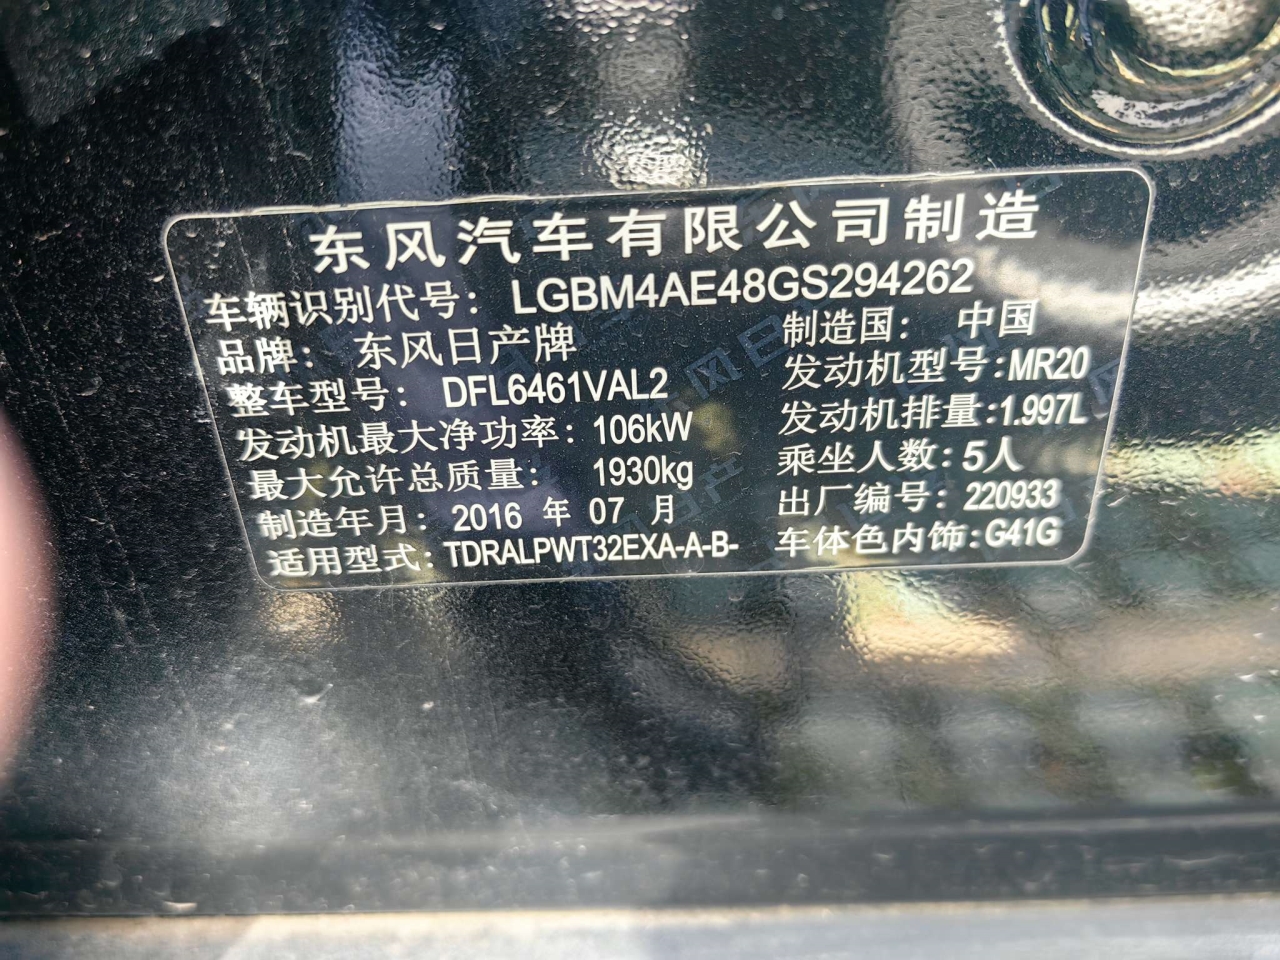 东风汽车有限公司制造
车辆识别代号: LGBM4AE48GS294262
品牌: 东风日产牌 制造国: 中国
整车型号: DFL6461VAL2 发动机型号:MR20
发动机最大净功率: 106kW 发动机排量:1.997L
最大允许总质量: 1930kg 乘坐人数:5人
制造年月: 2016 年 07 月 出厂编号: 220933
适用型式: TDRALPWT32EXA-A-B- 车体色内饰:G41G